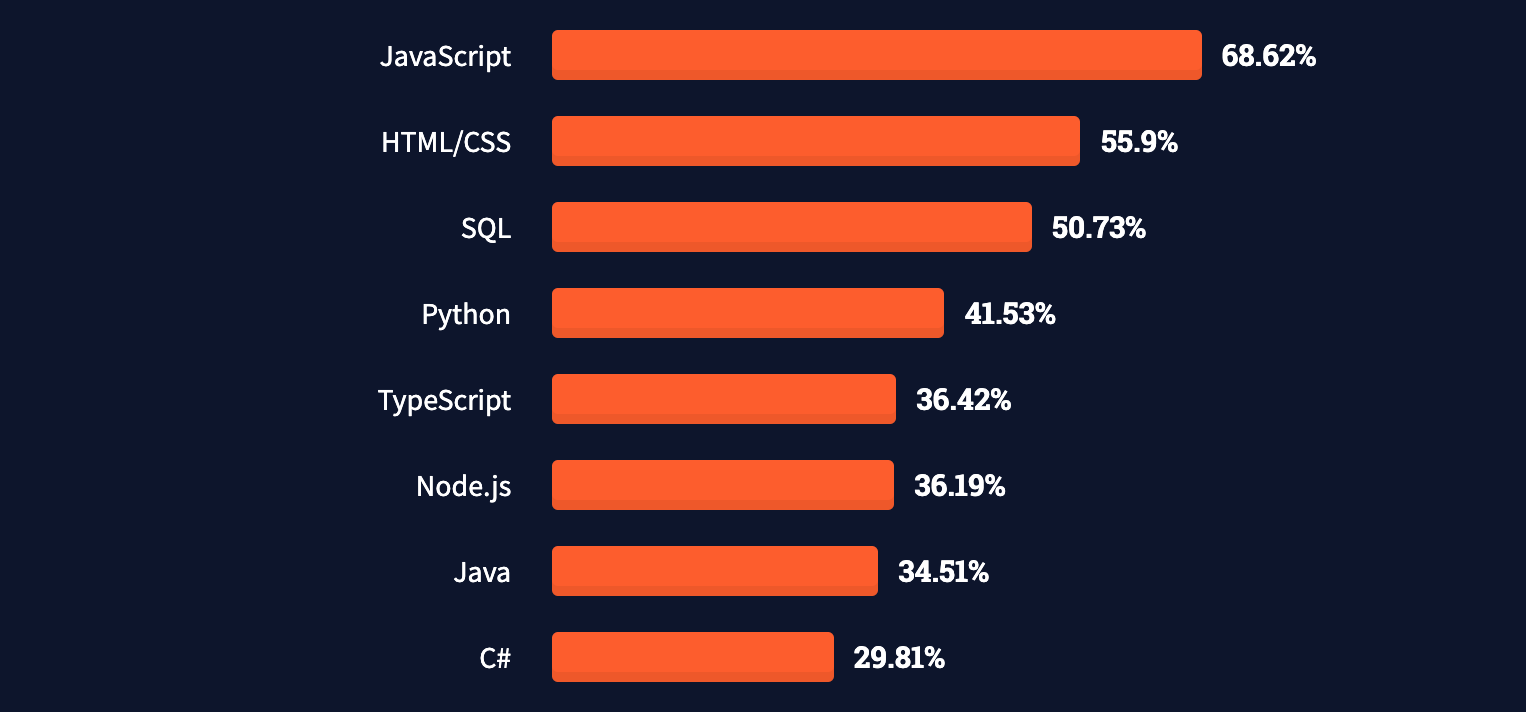 JavaScript 68.62%
HTML/CSS 55.9%
SQL 50.73%
Python 41.53%
TypeScript 36.42%
Node.js 36.19%
Java 34.51%
C# 29.81%